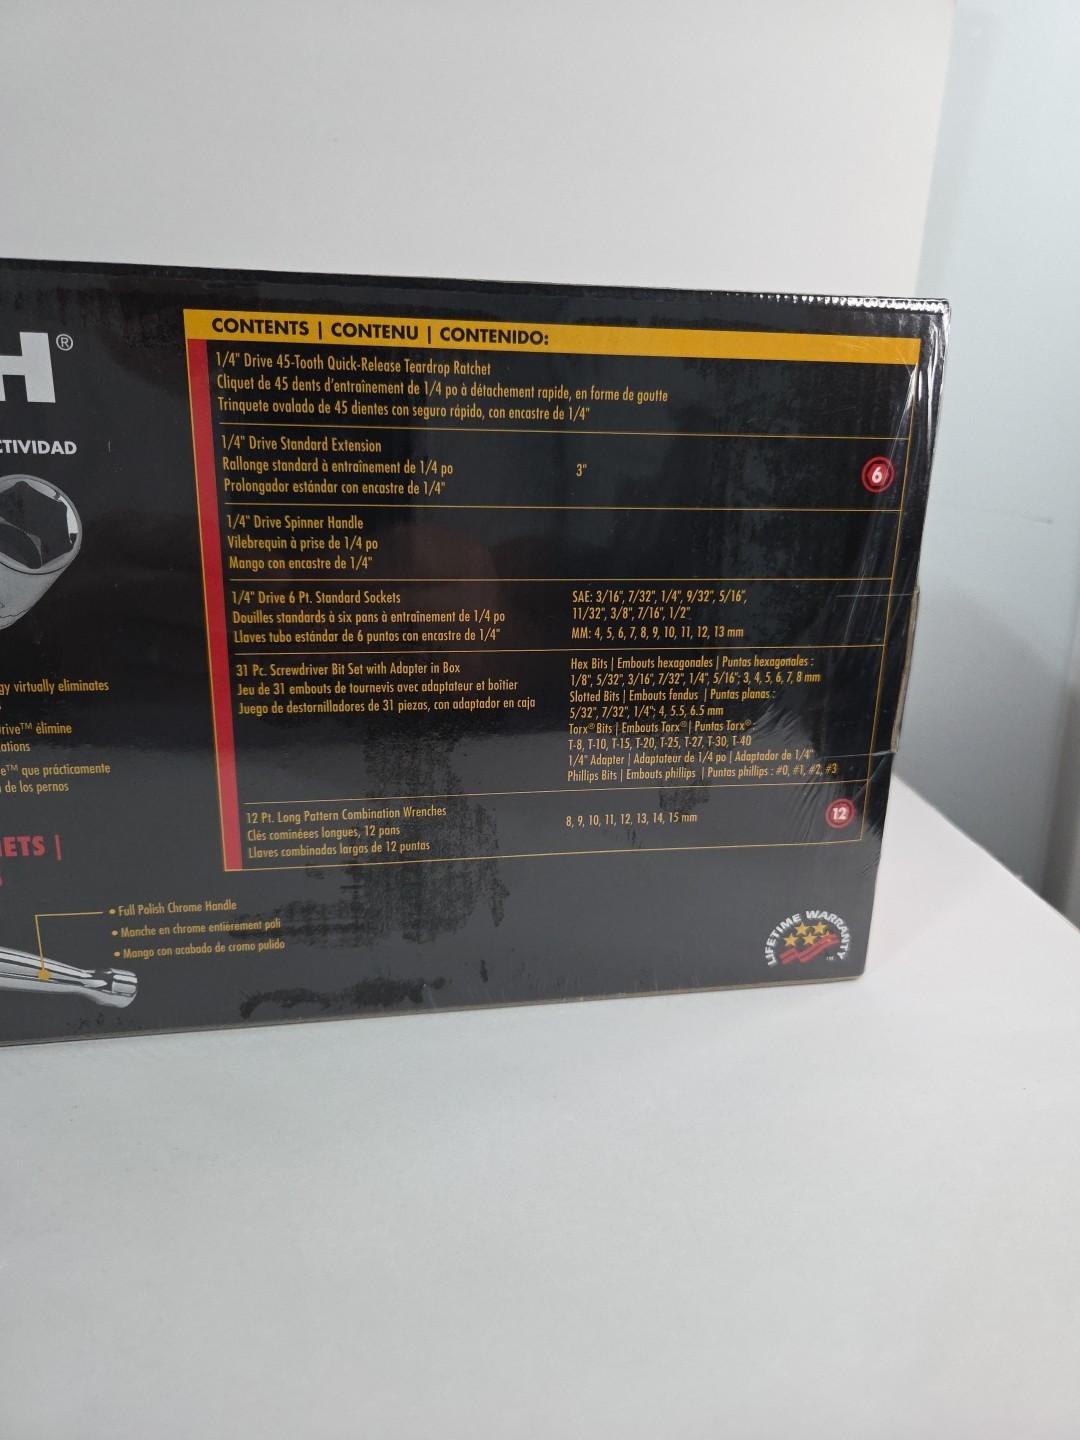 H®
CTIVIDAD
CONTENTS | CONTENU | CONTENIDO:
1/4" Drive 45-Tooth Quick-Release Teardrop Ratchet
Cliquet de 45 dents d'entraînement de 1/4 po à détachement rapide, en forme de goutte
Trinquete ovalado de 45 dientes con seguro rápido, con encastre de 1/4"
1/4" Drive Standard Extension
Rallonge standard à entraînement de 1/4 po
Prolongador estándar con encastre de 1/4"
3"
6
1/4" Drive Spinner Handle
Vilebrequin à prise de 1/4 po
Mango con encastre de 1/4"
1/4" Drive 6 Pt. Standard Sockets
Douilles standards à six pans à entraînement de 1/4 po
Llaves tubo estándar de 6 puntos con encastre de 1/4"
SAE: 3/16", 7/32", 1/4", 9/32", 5/16",
11/32", 3/8", 7/16", 1/2"
MM: 4, 5, 6, 7, 8, 9, 10, 11, 12, 13 mm
31 Pc. Screwdriver Bit Set with Adapter in Box
Jeu de 31 embouts de tournevis avec adaptateur et boîtier
Juego de destornilladores de 31 piezas, con adaptador en caja
Hex Bits | Embouts hexagonales | Puntas hexagonales :
1/8", 5/32", 3/16", 7/32", 1/4", 5/16"; 3, 4, 5, 6, 7, 8 mm
Slotted Bits | Embouts fendus | Puntas planas :
5/32", 7/32", 1/4"; 4, 5.5, 6.5 mm
Torx® Bits | Embouts Torx® | Puntas Torx® :
T-8, T-10, T-15, T-20, T-25, T-27, T-30, T-40
1/4" Adapter | Adaptateur de 1/4 po | Adaptador de 1/4"
Phillips Bits | Embouts phillips | Puntas phillips : #0, #1, #2, #3
12 Pt. Long Pattern Combination Wrenches
Clés cominées longues, 12 pans
Llaves combinadas largas de 12 puntas
8, 9, 10, 11, 12, 13, 14, 15 mm
12
gy virtually eliminates
rive™ élimine
ations
e™ que prácticamente
de los pernos
ETS |
• Full Polish Chrome Handle
• Manche en chrome entièrement poli
• Mango con acabado de cromo pulido
LIFETIME WARRANTY